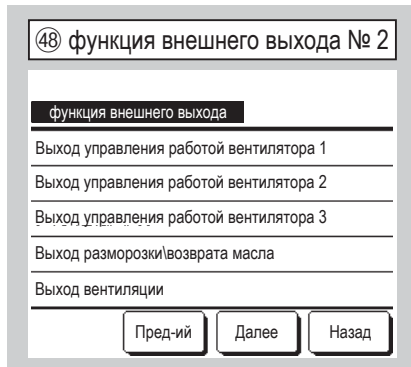 48 функция внешнего выхода № 2
функция внешнего выхода
Выход управления работой вентилятора 1
Выход управления работой вентилятора 2
Выход управления работой вентилятора 3
Выход разморозки\возврата масла
Выход вентиляции
Пред-ий Далее Назад